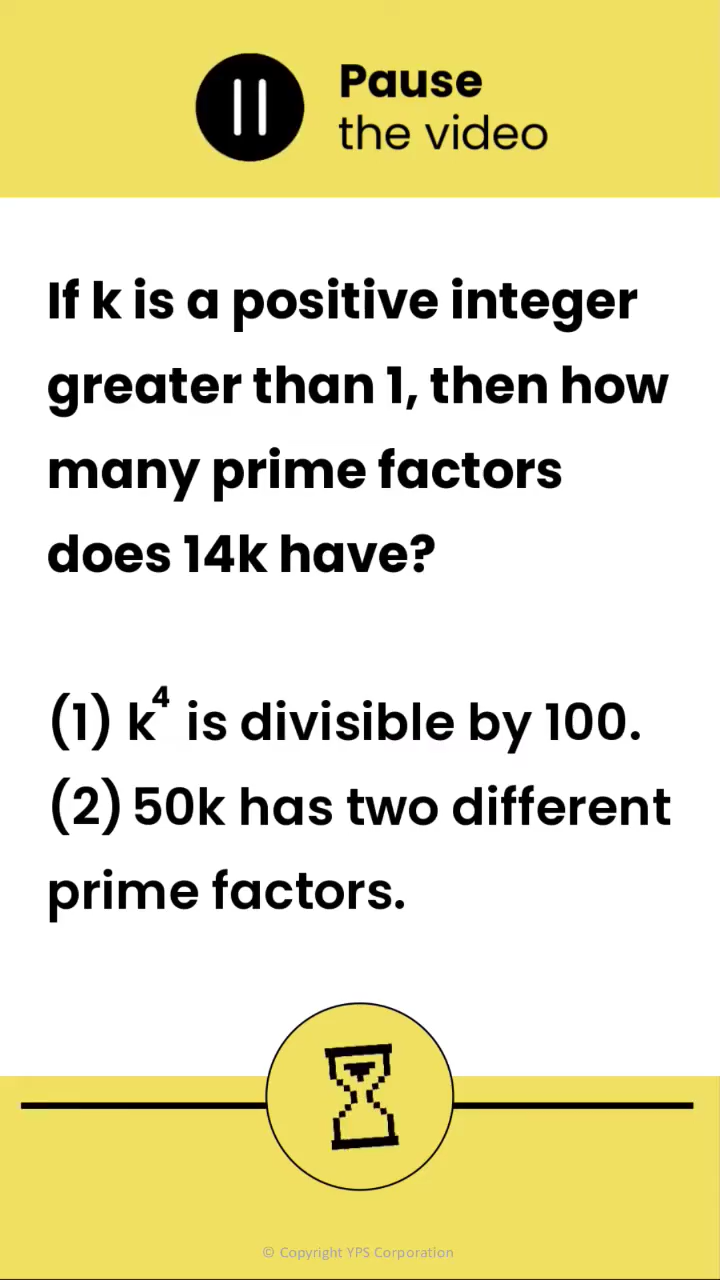 Pause
the video
If k is a positive integer
greater than 1, then how
many prime factors
does 14k have?
(1) k⁴ is divisible by 100.
(2) 50k has two different
prime factors.
© Copyright YPS Corporation